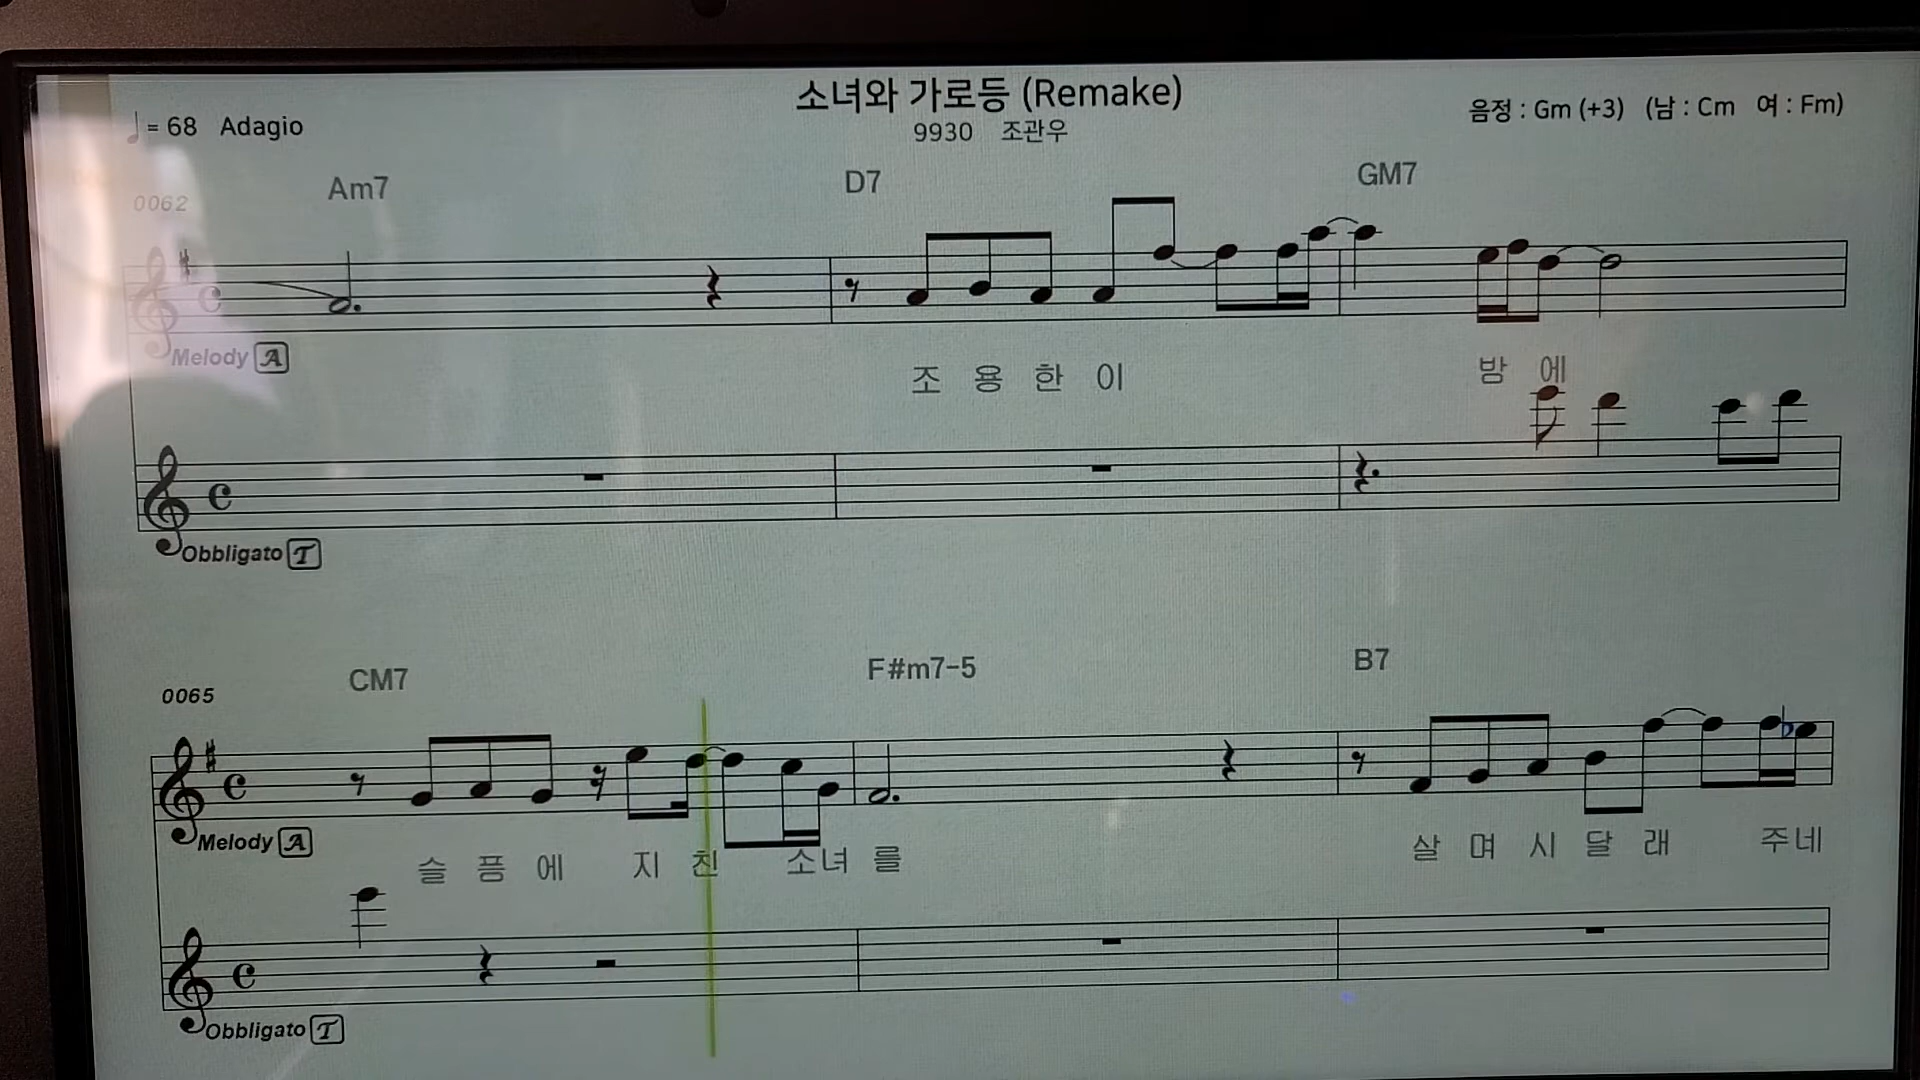 소녀와 가로등 (Remake)
♩= 68 Adagio
9930 조관우
음정 : Gm (+3) (남 : Cm 여 : Fm)
Am7 D7 GM7
0062
Melody A
조 용 한 이 방 에
Obbligato T
CM7 F#m7-5 B7
0065
Melody A
슬 픔 에 지 친 소 녀 를 살 며 시 달 래 주 네
Obbligato T